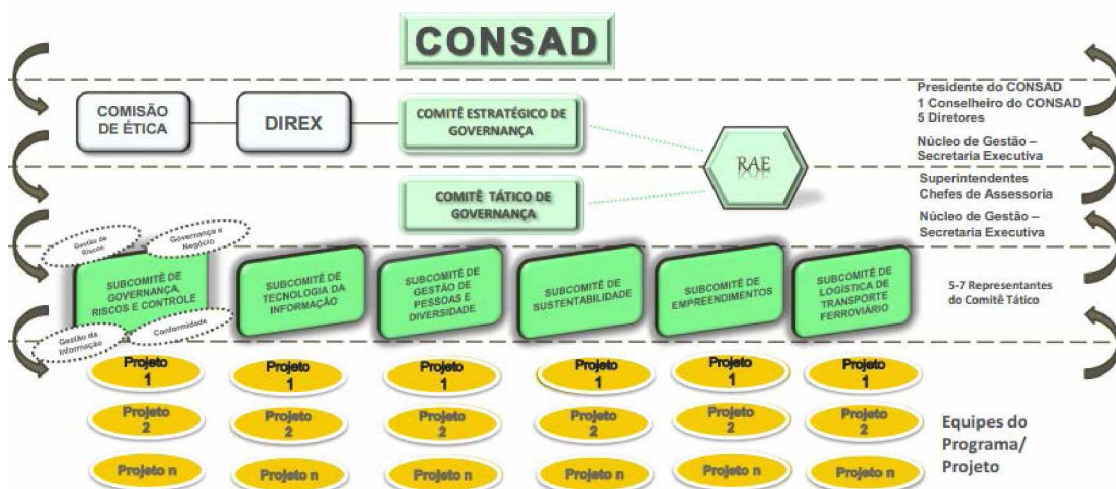 CONSAD
COMISÃO
DE ÉTICA
DIREX
COMITÊ ESTRATÉGICO DE
GOVERNANÇA
RAE
Presidente do CONSAD
1 Conselheiro do CONSAD
5 Diretores
Núcleo de Gestão –
Secretaria Executiva
COMITÊ TÁTICO DE
GOVERNANÇA
Superintendentes
Chefes de Assessoria
Núcleo de Gestão –
Secretaria Executiva
Gestão de
Riscos
Governança e
Negócio
SUBCOMITÊ DE
GOVERNANÇA,
RISCOS E CONTROLE
Gestão da
Informação
Conformidade
SUBCOMITÊ DE
TECNOLOGIA DA
INFORMAÇÃO
SUBCOMITÊ DE
GESTÃO DE
PESSOAS E
DIVERSIDADE
SUBCOMITÊ DE
SUSTENTABILIDADE
SUBCOMITÊ DE
EMPREENDIMENTOS
SUBCOMITÊ DE
LOGÍSTICA DE
TRANSPORTE
FERROVIÁRIO
5-7 Representantes
do Comitê Tático
Projeto
1
Projeto
1
Projeto
1
Projeto
1
Projeto
1
Projeto
1
Projeto
2
Projeto
2
Projeto
2
Projeto
2
Projeto
2
Projeto
2
Projeto n
Projeto n
Projeto n
Projeto n
Projeto n
Projeto n
Equipes do
Programa/
Projeto